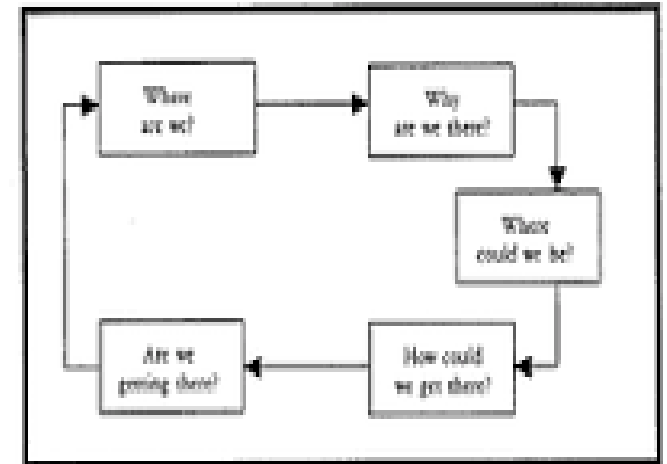 Where
are we?
Why
are we there?
Where
could we be?
How could
we get there?
Are we
getting there?